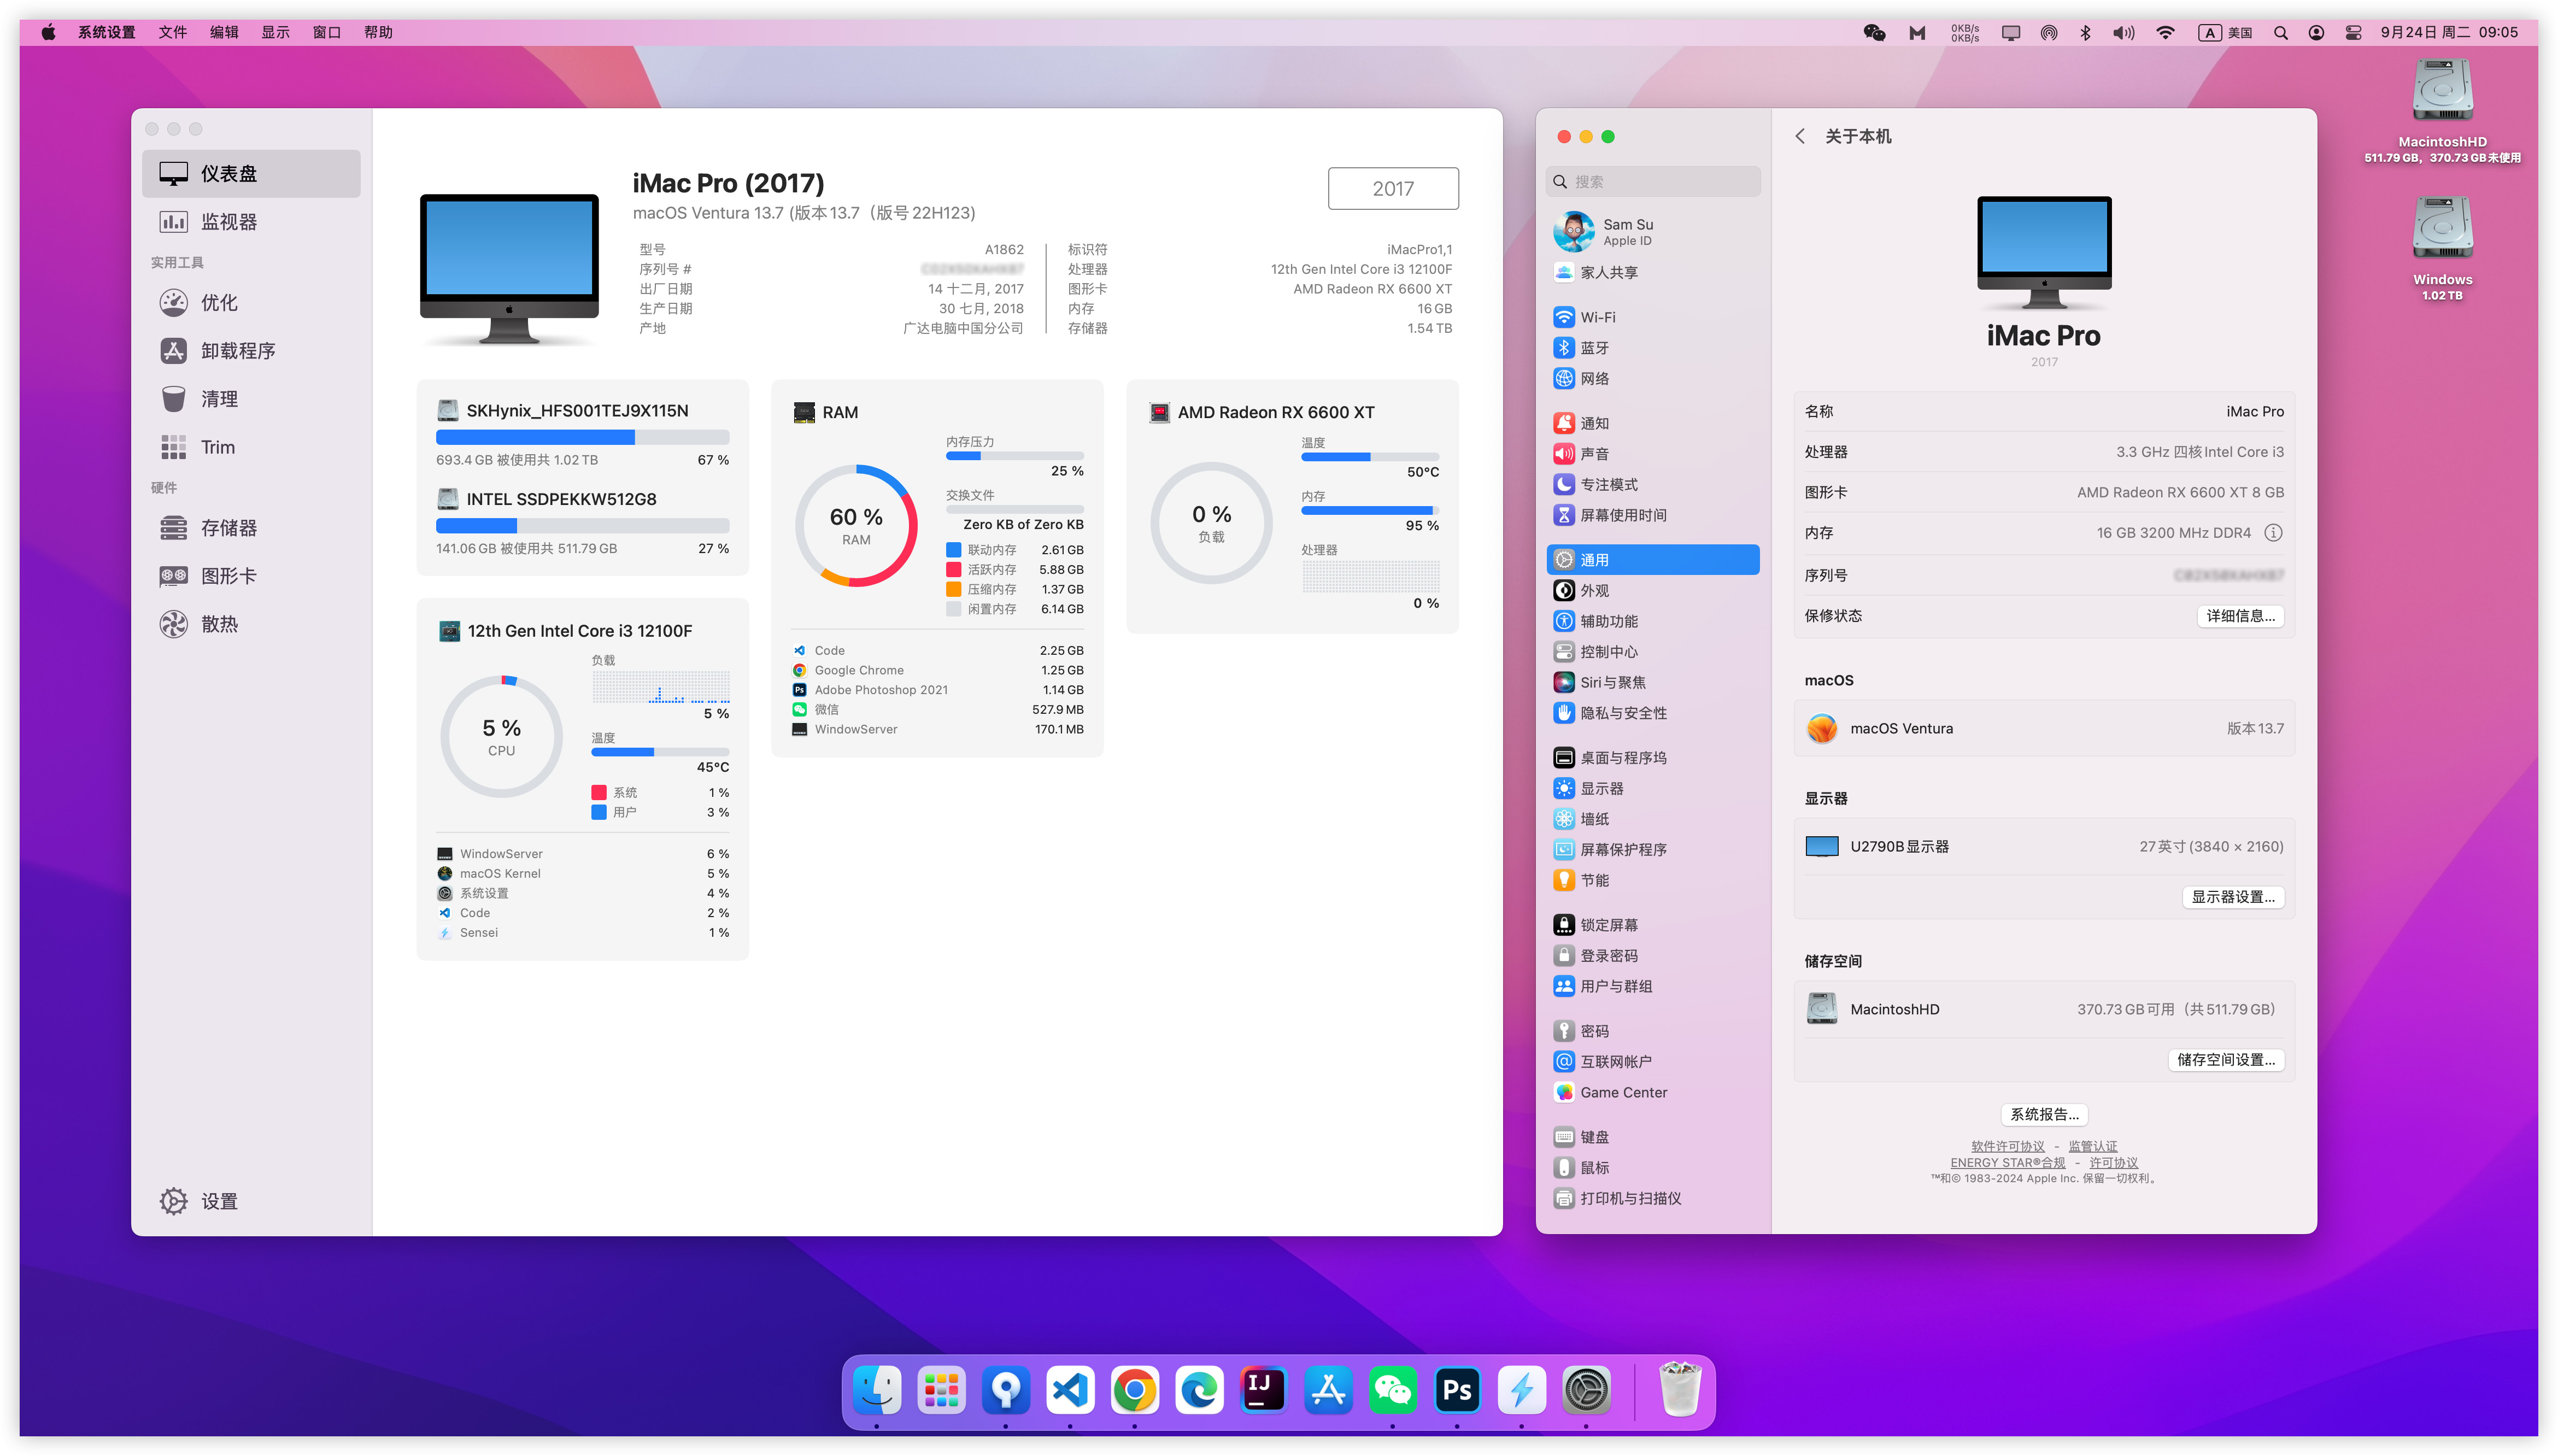 系统设置 文件 编辑 显示 窗口 帮助
0KB/s
0KB/s
A 美国
9月24日 周二 09:05
MacintoshHD
511.79 GB，370.73 GB 未使用
Windows
1.02 TB
仪表盘
监视器
实用工具
优化
卸载程序
清理
Trim
硬件
存储器
图形卡
散热
设置
iMac Pro (2017)
macOS Ventura 13.7 (版本 13.7（版号 22H123)
2017
型号 A1862
序列号 #
出厂日期 14 十二月, 2017
生产日期 30 七月, 2018
产地 广达电脑中国分公司
标识符 iMacPro1,1
处理器 12th Gen Intel Core i3 12100F
图形卡 AMD Radeon RX 6600 XT
内存 16 GB
存储器 1.54 TB
SKHynix_HFS001TEJ9X115N
693.4 GB 被使用共 1.02 TB 67 %
INTEL SSDPEKKW512G8
141.06 GB 被使用共 511.79 GB 27 %
12th Gen Intel Core i3 12100F
5 %
CPU
负载
5 %
温度
45°C
系统 1 %
用户 3 %
WindowServer 6 %
macOS Kernel 5 %
系统设置 4 %
Code 2 %
Sensei 1 %
RAM
60 %
RAM
内存压力
25 %
交换文件
Zero KB of Zero KB
联动内存 2.61 GB
活跃内存 5.88 GB
压缩内存 1.37 GB
闲置内存 6.14 GB
Code 2.25 GB
Google Chrome 1.25 GB
Adobe Photoshop 2021 1.14 GB
微信 527.9 MB
WindowServer 170.1 MB
AMD Radeon RX 6600 XT
0 %
负载
温度
50°C
内存
95 %
处理器
0 %
搜索
Sam Su
Apple ID
家人共享
Wi-Fi
蓝牙
网络
通知
声音
专注模式
屏幕使用时间
通用
外观
辅助功能
控制中心
Siri 与聚焦
隐私与安全性
桌面与程序坞
显示器
墙纸
屏幕保护程序
节能
锁定屏幕
登录密码
用户与群组
密码
互联网帐户
Game Center
键盘
鼠标
打印机与扫描仪
关于本机
iMac Pro
2017
名称 iMac Pro
处理器 3.3 GHz 四核 Intel Core i3
图形卡 AMD Radeon RX 6600 XT 8 GB
内存 16 GB 3200 MHz DDR4
序列号
保修状态 详细信息...
macOS
macOS Ventura 版本 13.7
显示器
U2790B 显示器 27 英寸 (3840 × 2160)
显示器设置...
储存空间
MacintoshHD 370.73 GB 可用（共 511.79 GB）
储存空间设置...
系统报告...
软件许可协议 - 监管认证
ENERGY STAR®合规 - 许可协议
™和© 1983-2024 Apple Inc. 保留一切权利。
IJ
Ps